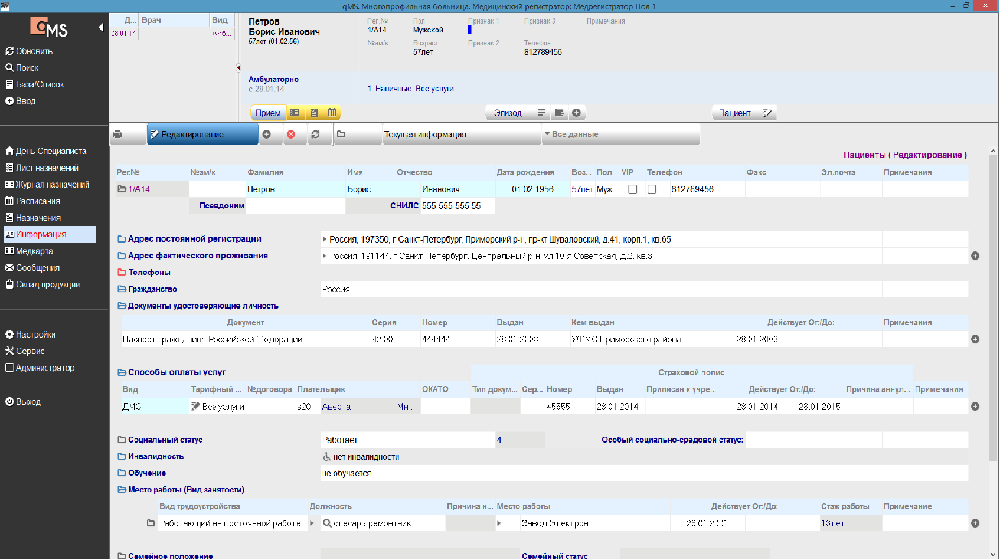 qMS. Многопрофильная больница. Медицинский регистратор: Медрегистратор Пол 1
qMS
Обновить
Поиск
База/Список
Ввод
День Специалиста
Лист назначений
Журнал назначений
Расписания
Назначения
Информация
Медкарта
Сообщения
Склад продукции
Настройки
Сервис
Администратор
Выход
Д... Врач Вид
28.01.14 Амб...
Петров
Борис Иванович
57лет (01.02.56)
Рег.№ Пол Признак 1 Признак 3 Примечания
1/А14 Мужской - - -
№ам/к Возраст Признак 2 Телефон
- 57лет - 812789456
Амбулаторно
с 28.01.14
1. Наличные Все услуги
Прием Эпизод Пациент
Редактирование Текущая информация Все данные
Пациенты ( Редактирование )
Рег.№ №ам/к Фамилия Имя Отчество Дата рождения Воз... Пол VIP Телефон Факс Эл.почта Примечания
1/А14 Петров Борис Иванович 01.02.1956 57лет Муж... ... 812789456
Псевдоним СНИЛС 555-555-555 55
Адрес постоянной регистрации Россия, 197350, г Санкт-Петербург, Приморский р-н, пр-кт Шуваловский, д.41, корп.1, кв.65
Адрес фактического проживания Россия, 191144, г Санкт-Петербург, Центральный р-н, ул 10-я Советская, д.2, кв.3
Телефоны
Гражданство Россия
Документы удостоверяющие личность
Документ Серия Номер Выдан Кем выдан Действует От:/До: Примечания
Паспорт гражданина Российской Федерации 42 00 444444 28.01.2003 УФМС Приморского района 28.01.2003
Способы оплаты услуг Страховой полис
Вид Тарифный ... №договора Плательщик ОКАТО Тип докум... Сер... Номер Выдан Приписан к учре... Действует От:/До: Причина аннул... Примечания
ДМС Все услуги s20 Авеста Мн... 45555 28.01.2014 28.01.2014 28.01.2015
Социальный статус Работает 4 Особый социально-средовой статус:
Инвалидность нет инвалидности
Обучение не обучается
Место работы (Вид занятости)
Вид трудоустройства Должность Причина н... Место работы Действует От:/До: Стаж работы Примечание
Работающий на постоянной работе слесарь-ремонтник Завод Электрон 28.01.2001 13лет
Семейное положение Семейный статус